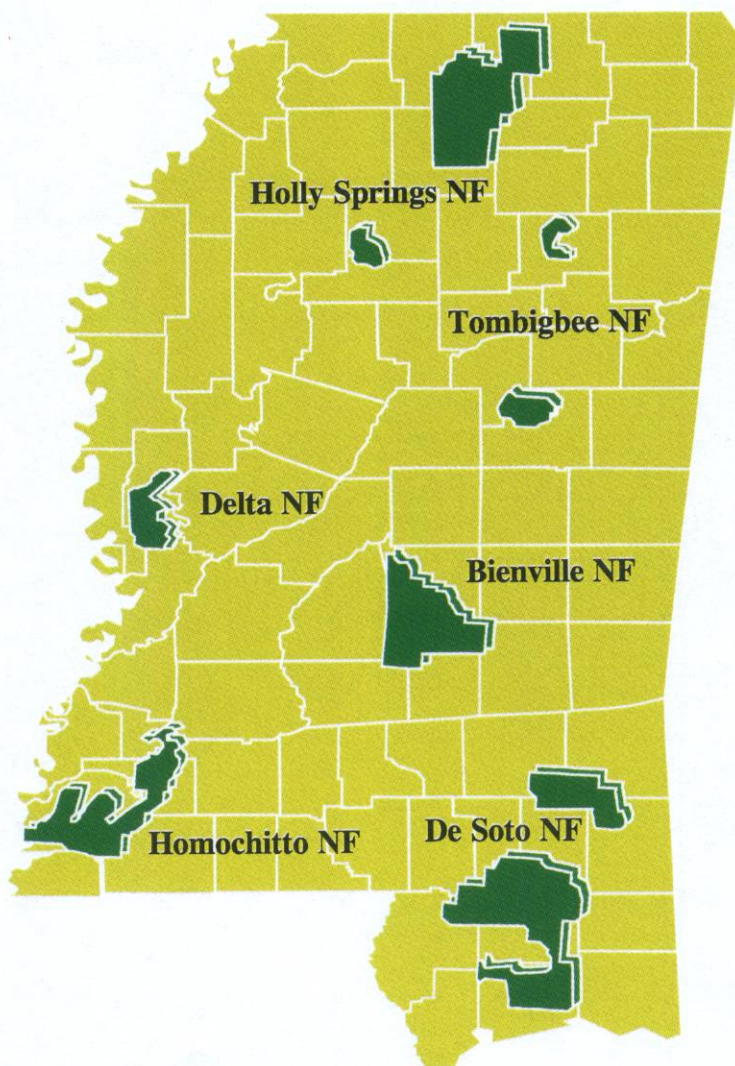 Holly Springs NF
Tombigbee NF
Delta NF
Bienville NF
De Soto NF
Homochitto NF